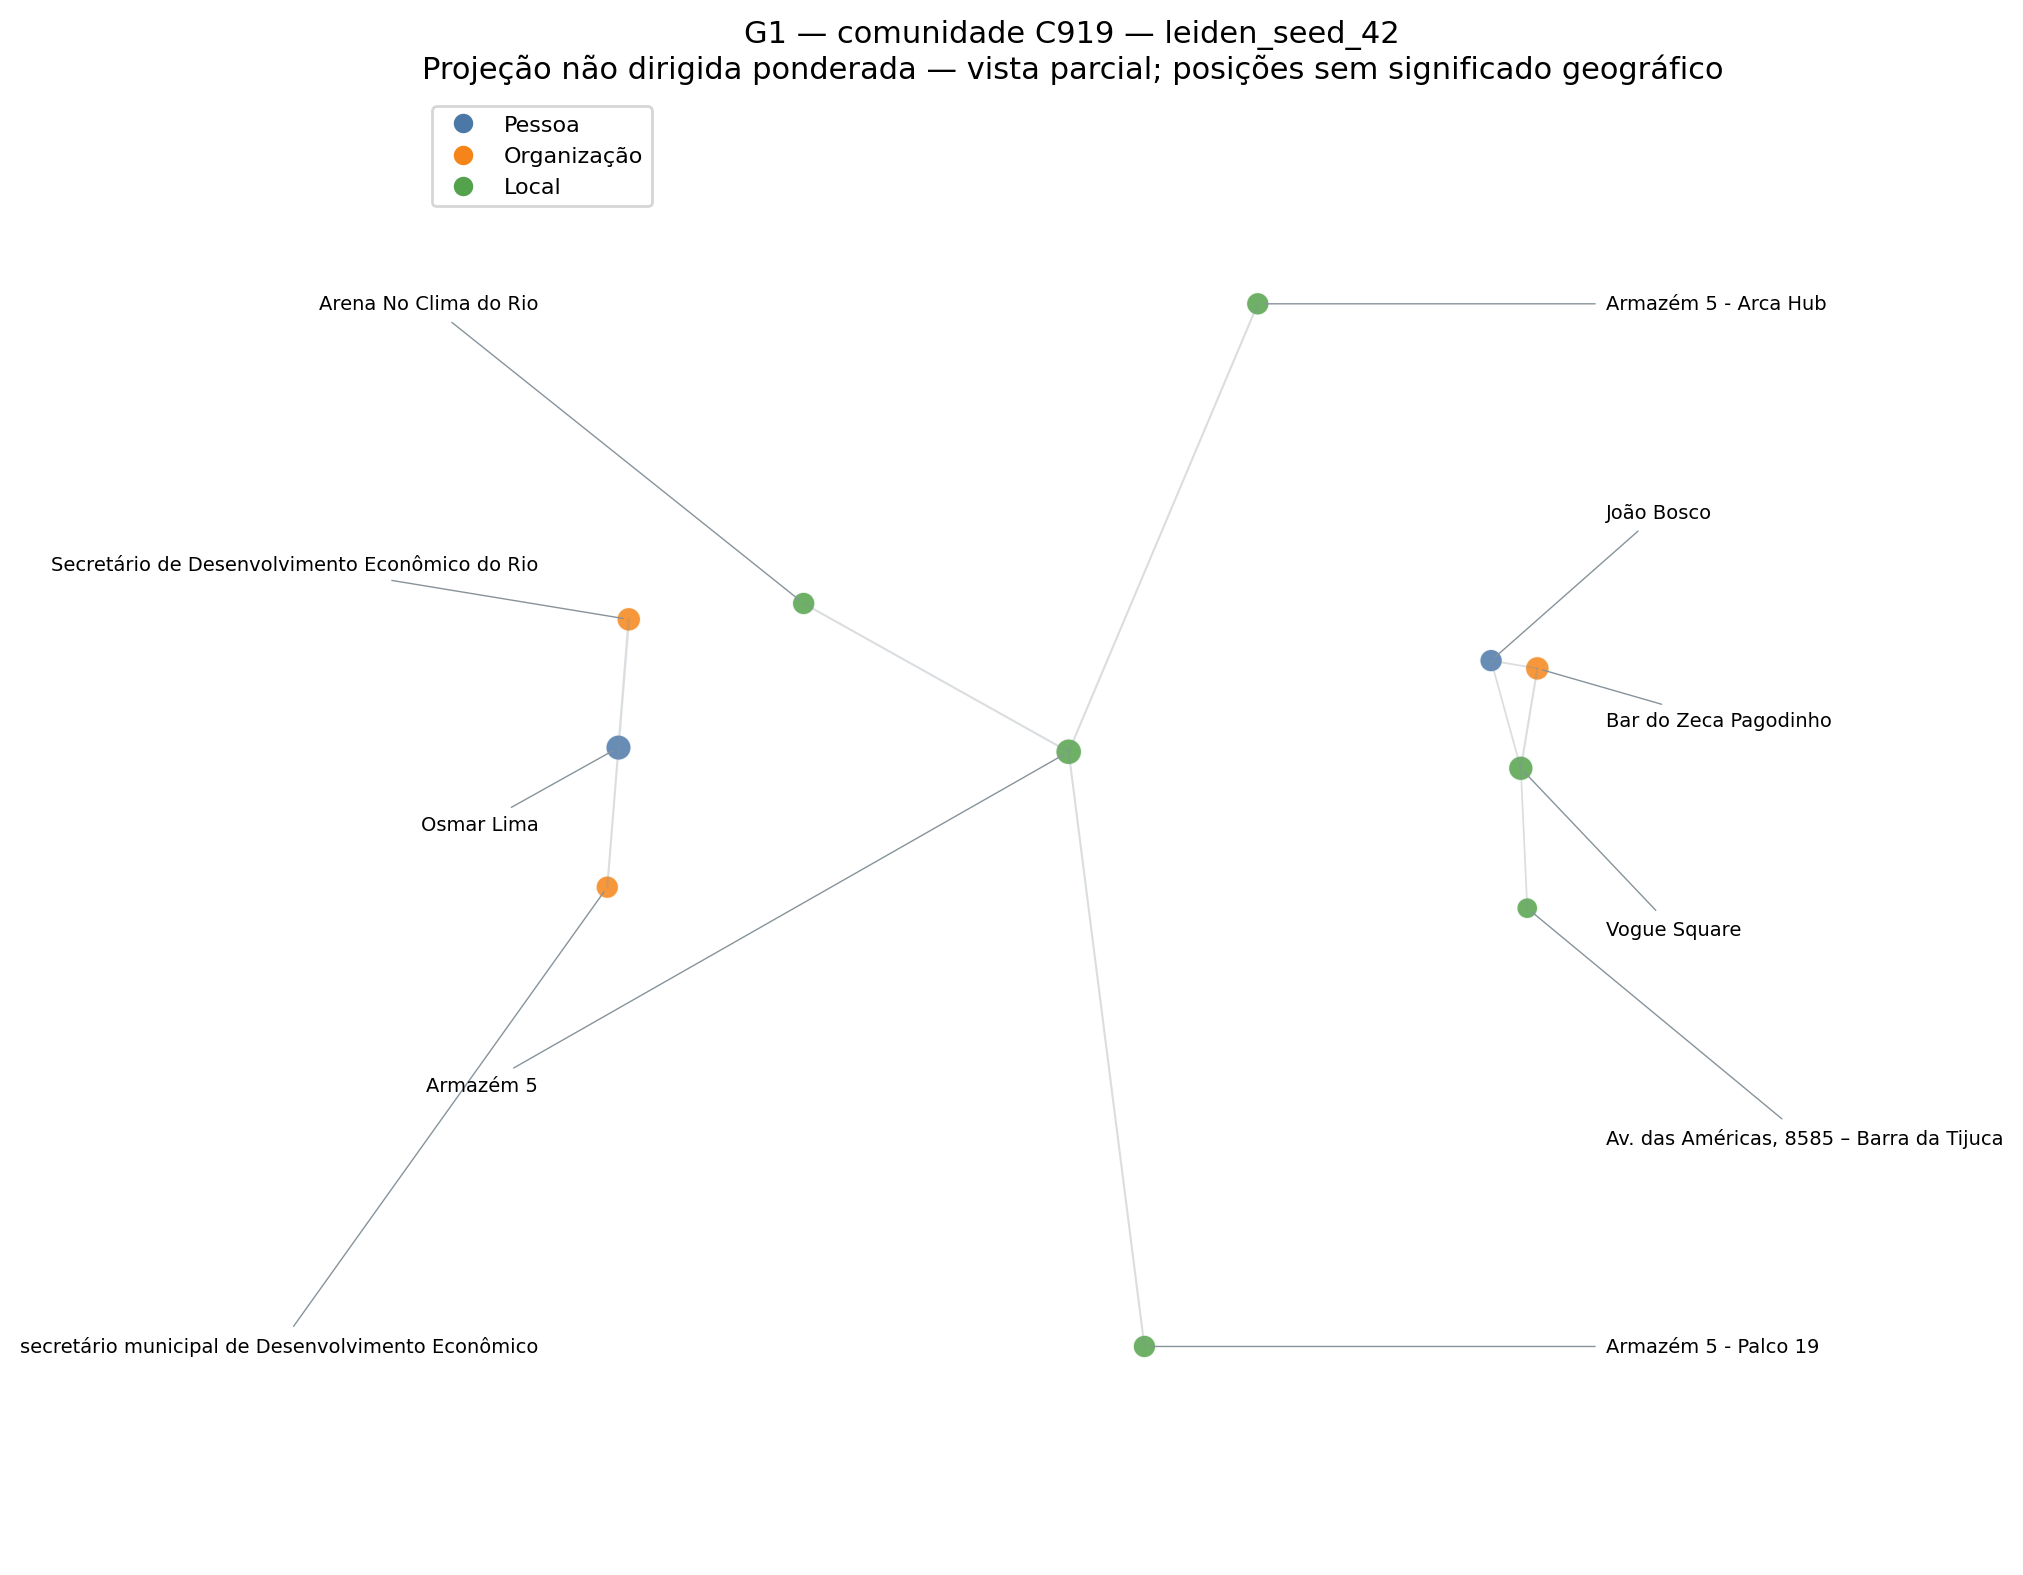 G1 — comunidade C919 — leiden_seed_42
Projeção não dirigida ponderada — vista parcial; posições sem significado geográfico
Pessoa
Organização
Local
Arena No Clima do Rio
Armazém 5 - Arca Hub
João Bosco
Secretário de Desenvolvimento Econômico do Rio
Bar do Zeca Pagodinho
Osmar Lima
Vogue Square
Armazém 5
Av. das Américas, 8585 – Barra da Tijuca
secretário municipal de Desenvolvimento Econômico
Armazém 5 - Palco 19